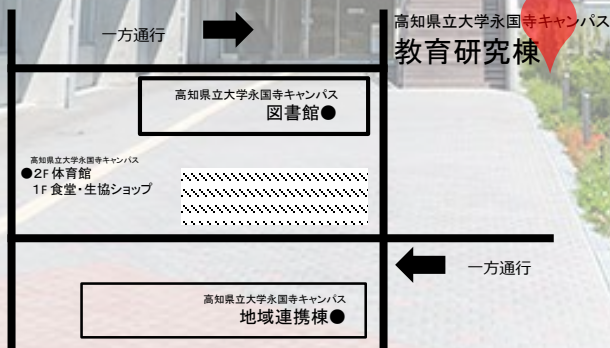 一方通行
高知県立大学永国寺キャンパス
教育研究棟
高知県立大学永国寺キャンパス
図書館●
高知県立大学永国寺キャンパス
●2F 体育館
1F 食堂・生協ショップ
一方通行
高知県立大学永国寺キャンパス
地域連携棟●